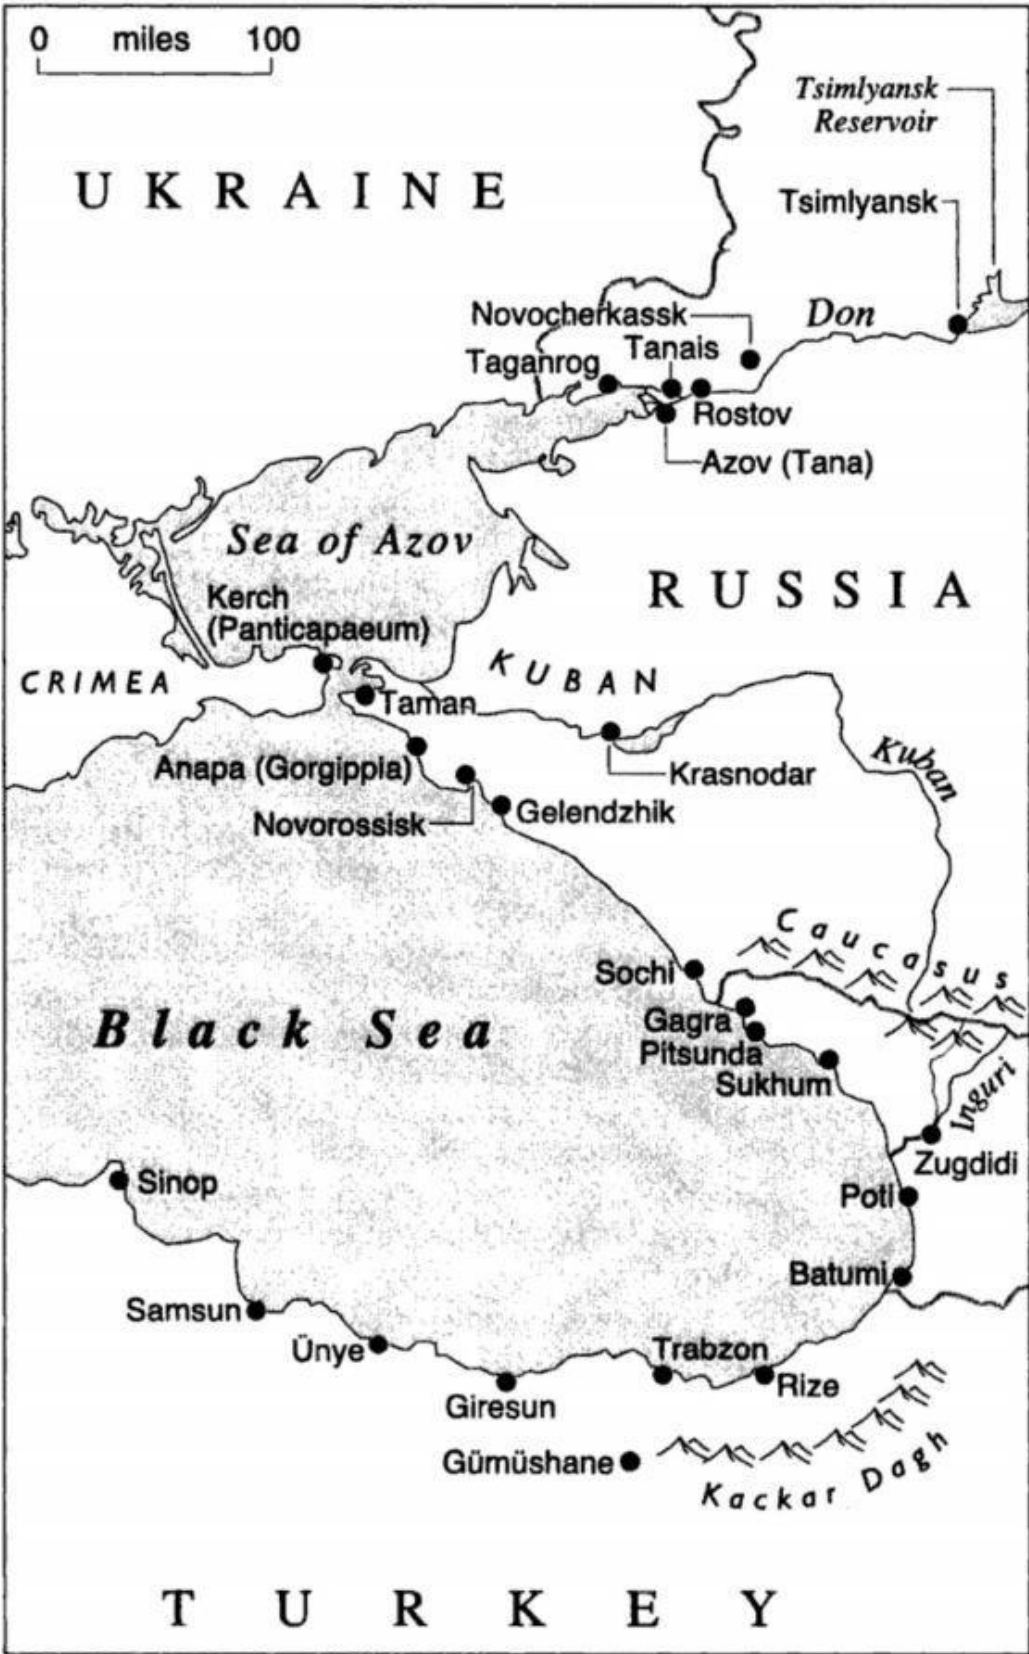 0 miles 100
Tsimlyansk
Reservoir
UKRAINE
Tsimlyansk
Novocherkassk
Don
Tanais
Taganrog
Rostov
Azov (Tana)
Sea of Azov
RUSSIA
Kerch
(Panticapaeum)
CRIMEA
KUBAN
Taman
Kuban
Anapa (Gorgippia)
Krasnodar
Novorossisk
Gelendzhik
Caucasus
Sochi
Gagra
Black Sea
Pitsunda
Sukhum
Inguri
Zugdidi
Sinop
Poti
Batumi
Samsun
Ünye
Trabzon
Rize
Giresun
Gümüshane
Kackar Dagh
TURKEY